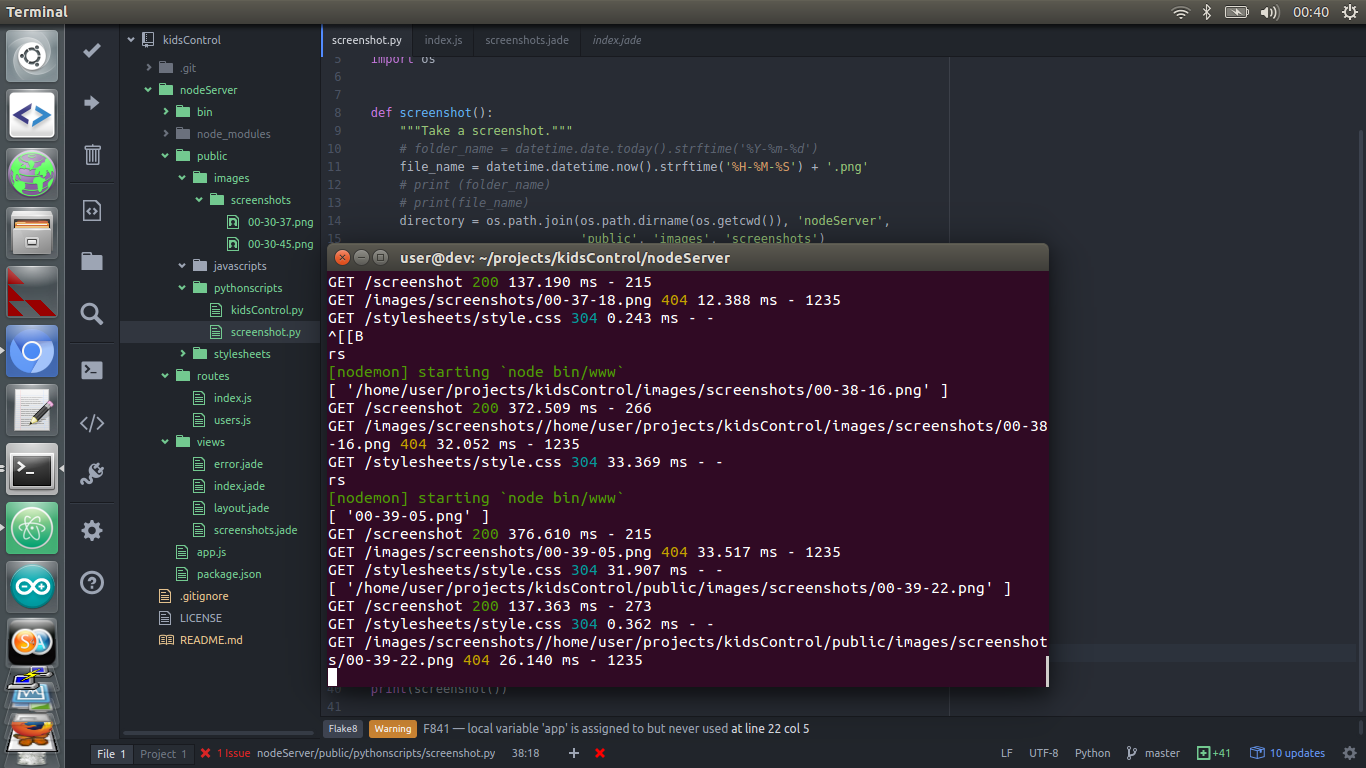 Terminal
00:40
kidsControl
.git
nodeServer
bin
node_modules
public
images
screenshots
00-30-37.png
00-30-45.png
javascripts
pythonscripts
kidsControl.py
screenshot.py
stylesheets
routes
index.js
users.js
views
error.jade
index.jade
layout.jade
screenshots.jade
app.js
package.json
.gitignore
LICENSE
README.md
screenshot.py
index.js
screenshots.jade
index.jade
5 import os
6
7
8 def screenshot():
9 """Take a screenshot."""
10 # folder_name = datetime.date.today().strftime('%Y-%m-%d')
11 file_name = datetime.datetime.now().strftime('%H-%M-%S') + '.png'
12 # print (folder_name)
13 # print(file_name)
14 directory = os.path.join(os.path.dirname(os.getcwd()), 'nodeServer',
15 'public', 'images', 'screenshots')
user@dev: ~/projects/kidsControl/nodeServer
GET /screenshot 200 137.190 ms - 215
GET /images/screenshots/00-37-18.png 404 12.388 ms - 1235
GET /stylesheets/style.css 304 0.243 ms - -
^[[B
rs
[nodemon] starting `node bin/www`
[ '/home/user/projects/kidsControl/images/screenshots/00-38-16.png' ]
GET /screenshot 200 372.509 ms - 266
GET /images/screenshots//home/user/projects/kidsControl/images/screenshots/00-38
-16.png 404 32.052 ms - 1235
GET /stylesheets/style.css 304 33.369 ms - -
rs
[nodemon] starting `node bin/www`
[ '00-39-05.png' ]
GET /screenshot 200 376.610 ms - 215
GET /images/screenshots/00-39-05.png 404 33.517 ms - 1235
GET /stylesheets/style.css 304 31.907 ms - -
[ '/home/user/projects/kidsControl/public/images/screenshots/00-39-22.png' ]
GET /screenshot 200 137.363 ms - 273
GET /stylesheets/style.css 304 0.362 ms - -
GET /images/screenshots//home/user/projects/kidsControl/public/images/screenshot
s/00-39-22.png 404 26.140 ms - 1235
40 print(screenshot())
41
Flake8 Warning F841 — local variable 'app' is assigned to but never used at line 22 col 5
File 1 Project 1 1 Issue nodeServer/public/pythonscripts/screenshot.py 38:18
LF UTF-8 Python master +41 10 updates